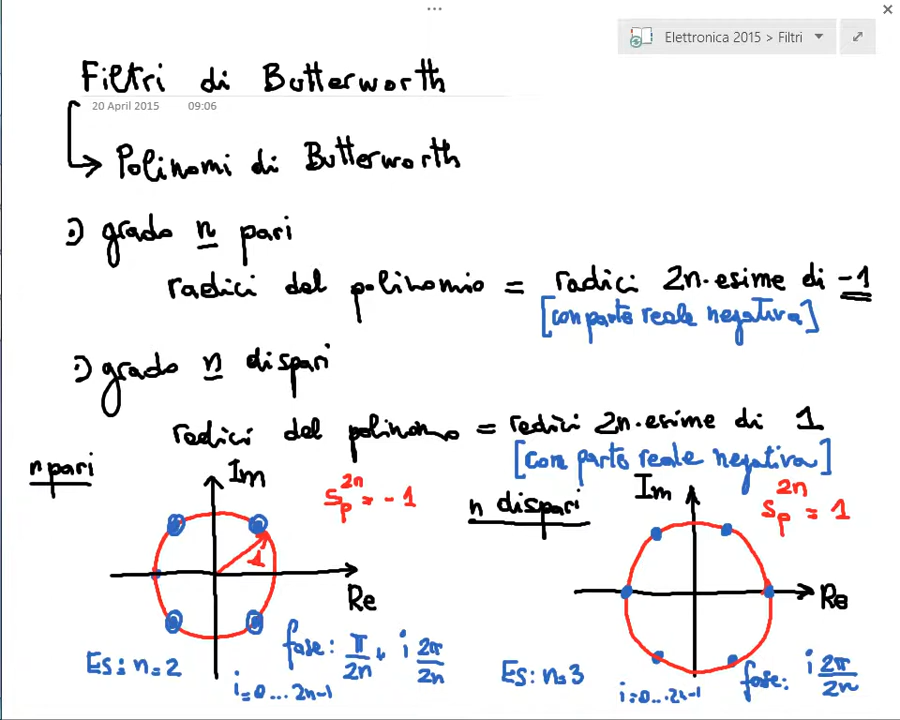 Elettronica 2015 > Filtri
Filtri di Butterworth
20 April 2015 09:06
Polinomi di Butterworth
grado n pari
radici del polinomio = radici 2n-esime di -1
[con parte reale negativa]
grado n dispari
radici del polinomo = radici 2n-esime di 1
[con parte reale negativa]
n pari
Im
s_p^2n = -1
1
Re
Es: n=2
fase: π/2n + i 2π/2n
i=0...2n-1
n dispari
Im
s_p^2n = 1
Re
Es: n=3
i=0...2n-1
fase: i 2π/2n